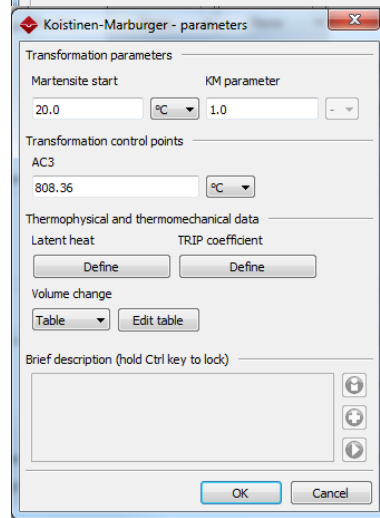 Koistinen-Marburger - parameters
Transformation parameters
Martensite start KM parameter
20.0 ºC 1.0 -
Transformation control points
AC3
808.36 ºC
Thermophysical and thermomechanical data
Latent heat TRIP coefficient
Define Define
Volume change
Table Edit table
Brief description (hold Ctrl key to lock)
OK Cancel